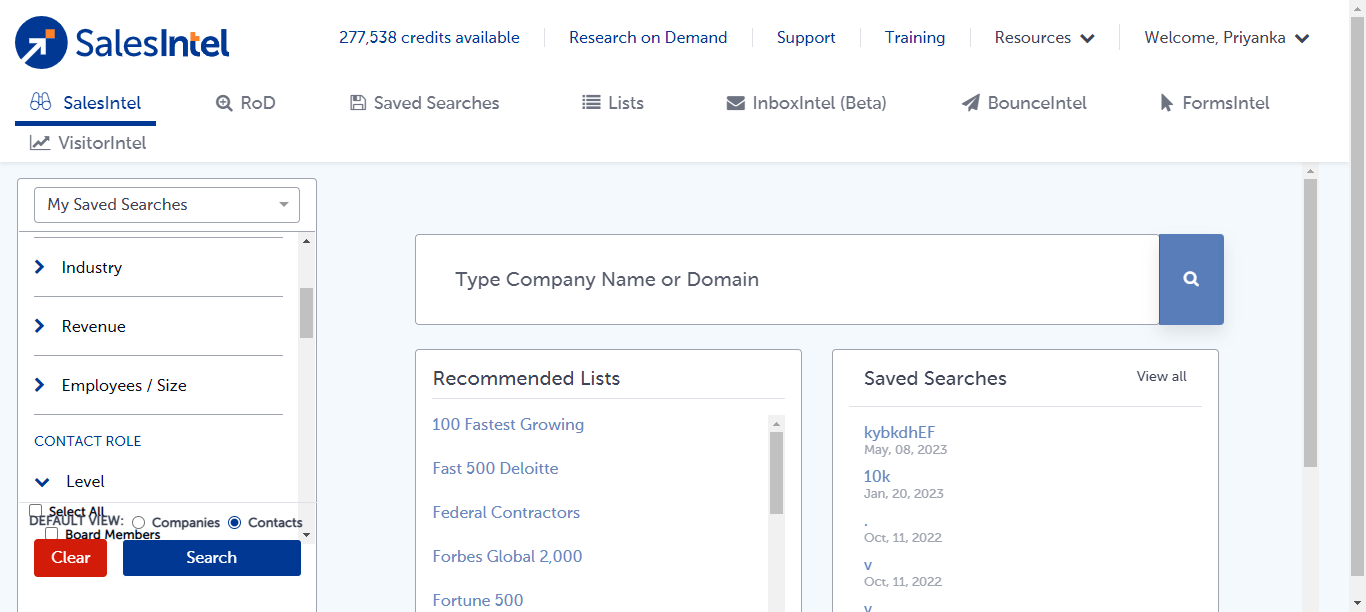 SalesIntel
277,538 credits available
Research on Demand
Support
Training
Resources
Welcome, Priyanka
SalesIntel
RoD
Saved Searches
Lists
InboxIntel (Beta)
BounceIntel
FormsIntel
VisitorIntel
My Saved Searches
Industry
Revenue
Employees / Size
CONTACT ROLE
Level
Select All
DEFAULT VIEW:
Companies
Contacts
Board Members
Clear
Search
Type Company Name or Domain
Recommended Lists
100 Fastest Growing
Fast 500 Deloitte
Federal Contractors
Forbes Global 2,000
Fortune 500
Saved Searches
View all
kybkdhEF
May, 08, 2023
10k
Jan, 20, 2023
.
Oct, 11, 2022
v
Oct, 11, 2022
v